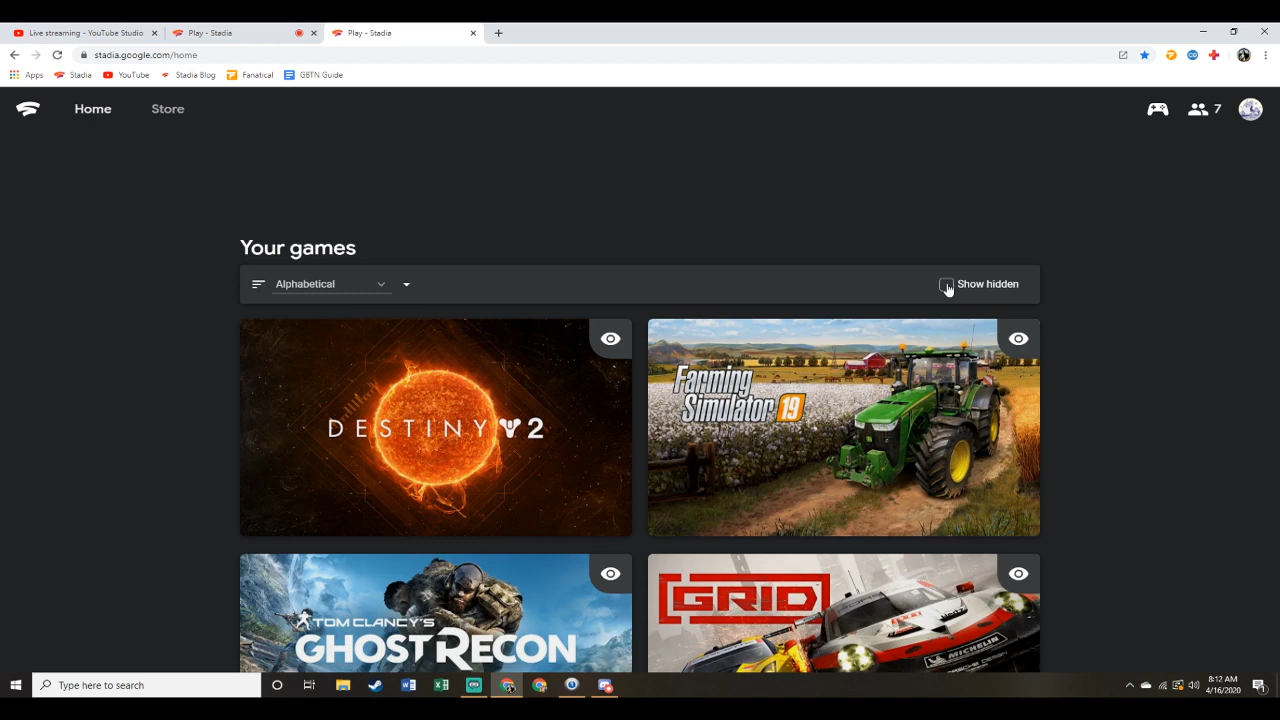 Live streaming - YouTube Studio
Play - Stadia
Play - Stadia
stadia.google.com/home
Apps
Stadia
YouTube
Stadia Blog
Fanatical
GBTN Guide
Home
Store
7
Your games
Alphabetical
Show hidden
DESTINY 2
Farming
Simulator 19
TOM CLANCY'S
GHOST RECON
GRID
MICHELIN
Type here to search
8:12 AM
4/16/2020
1